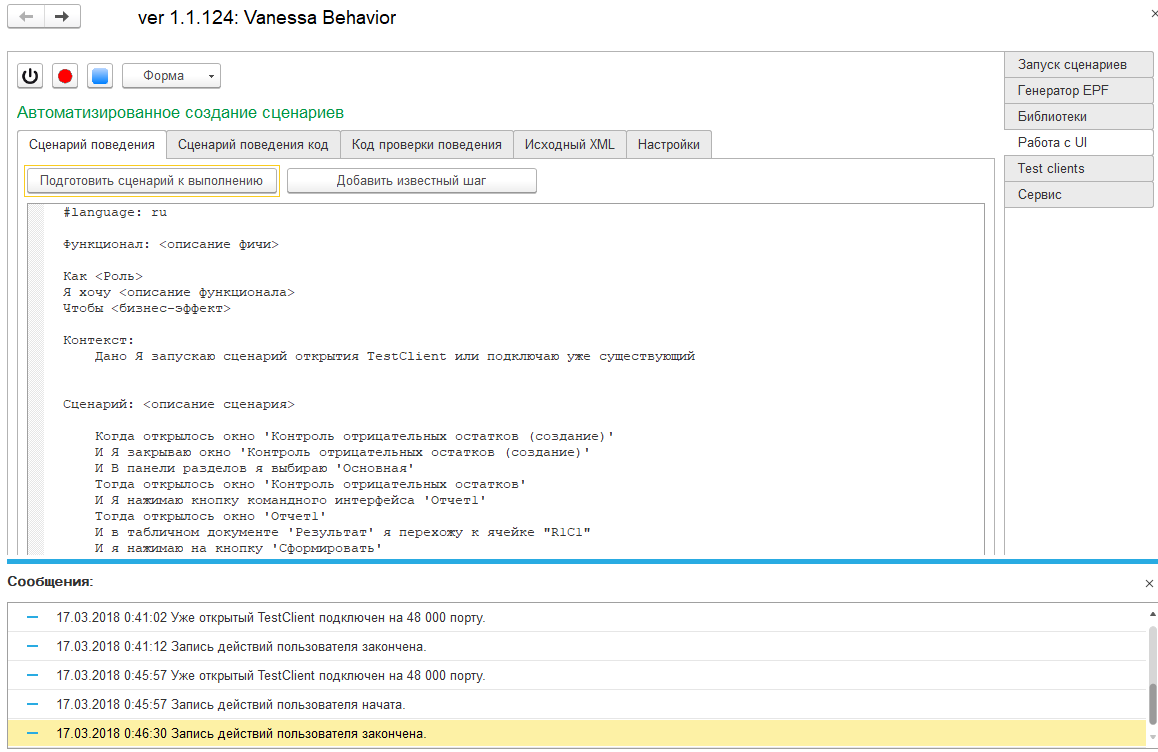 ver 1.1.124: Vanessa Behavior
Форма
Автоматизированное создание сценариев
Сценарий поведения
Сценарий поведения код
Код проверки поведения
Исходный XML
Настройки
Подготовить сценарий к выполнению
Добавить известный шаг
#language: ru
Функционал: <описание фичи>
Как <Роль>
Я хочу <описание функционала>
Чтобы <бизнес-эффект>
Контекст:
Дано Я запускаю сценарий открытия TestClient или подключаю уже существующий
Сценарий: <описание сценария>
Когда открылось окно 'Контроль отрицательных остатков (создание)'
И Я закрываю окно 'Контроль отрицательных остатков (создание)'
И В панели разделов я выбираю 'Основная'
Тогда открылось окно 'Контроль отрицательных остатков'
И Я нажимаю кнопку командного интерфейса 'Отчет1'
Тогда открылось окно 'Отчет1'
И в табличном документе 'Результат' я перехожу к ячейке "R1C1"
И я нажимаю на кнопку 'Сформировать'
Запуск сценариев
Генератор EPF
Библиотеки
Работа с UI
Test clients
Сервис
Сообщения:
17.03.2018 0:41:02 Уже открытый TestClient подключен на 48 000 порту.
17.03.2018 0:41:12 Запись действий пользователя закончена.
17.03.2018 0:45:57 Уже открытый TestClient подключен на 48 000 порту.
17.03.2018 0:45:57 Запись действий пользователя начата.
17.03.2018 0:46:30 Запись действий пользователя закончена.